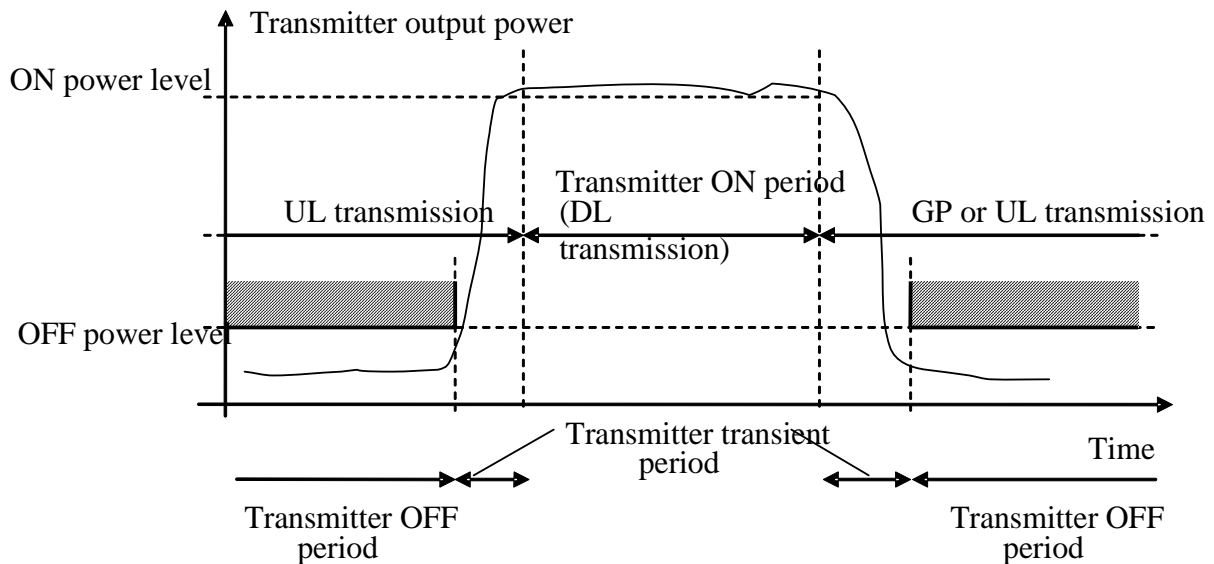 Transmitter output power
ON power level
Transmitter ON period
UL transmission
(DL
transmission)
GP or UL transmission
OFF power level
Transmitter transient
period
Time
Transmitter OFF
period
Transmitter OFF
period